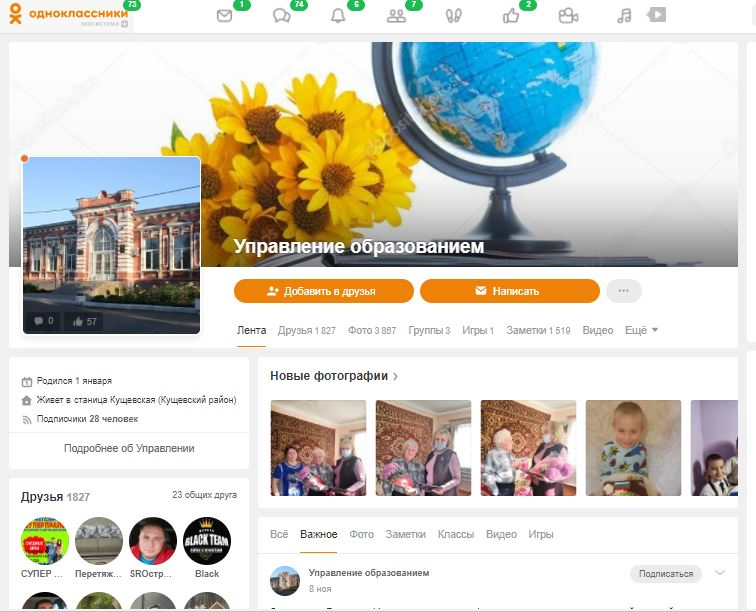 одноклассники 73
экосистема
1 74 6 7 2
depositphotos
Управление образованием
Добавить в друзья Написать ...
0 57
Лента Друзья 1 827 Фото 3 867 Группы 3 Игры 1 Заметки 1 519 Видео Ещё
Родился 1 января
Живет в станица Кущевская (Кущевский район)
Подписчики 28 человек
Подробнее об Управлении
Новые фотографии
Друзья 1827 23 общих друга
СУПЕР ... Перетяж... SROстр... Black
BLACK TEAM
Всё Важное Фото Заметки Классы Видео Игры
Управление образованием
8 ноя
Подписаться